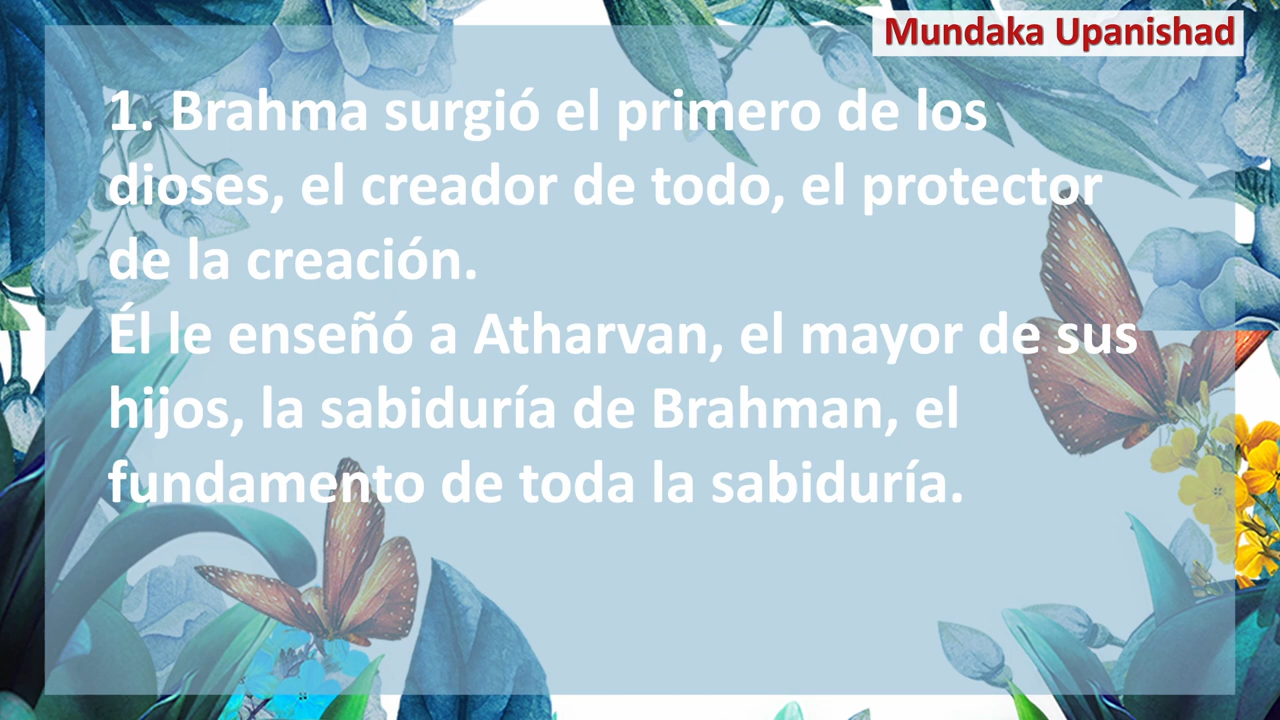 Mundaka Upanishad
1. Brahma surgió el primero de los
dioses, el creador de todo, el protector
de la creación.
Él le enseñó a Atharvan, el mayor de sus
hijos, la sabiduría de Brahman, el
fundamento de toda la sabiduría.